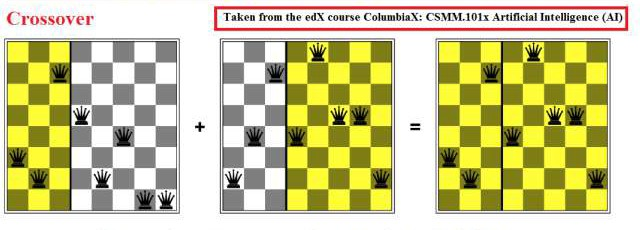 Crossover
Taken from the edX course ColumbiaX: CSMM.101x Artificial Intelligence (AI)
+
=